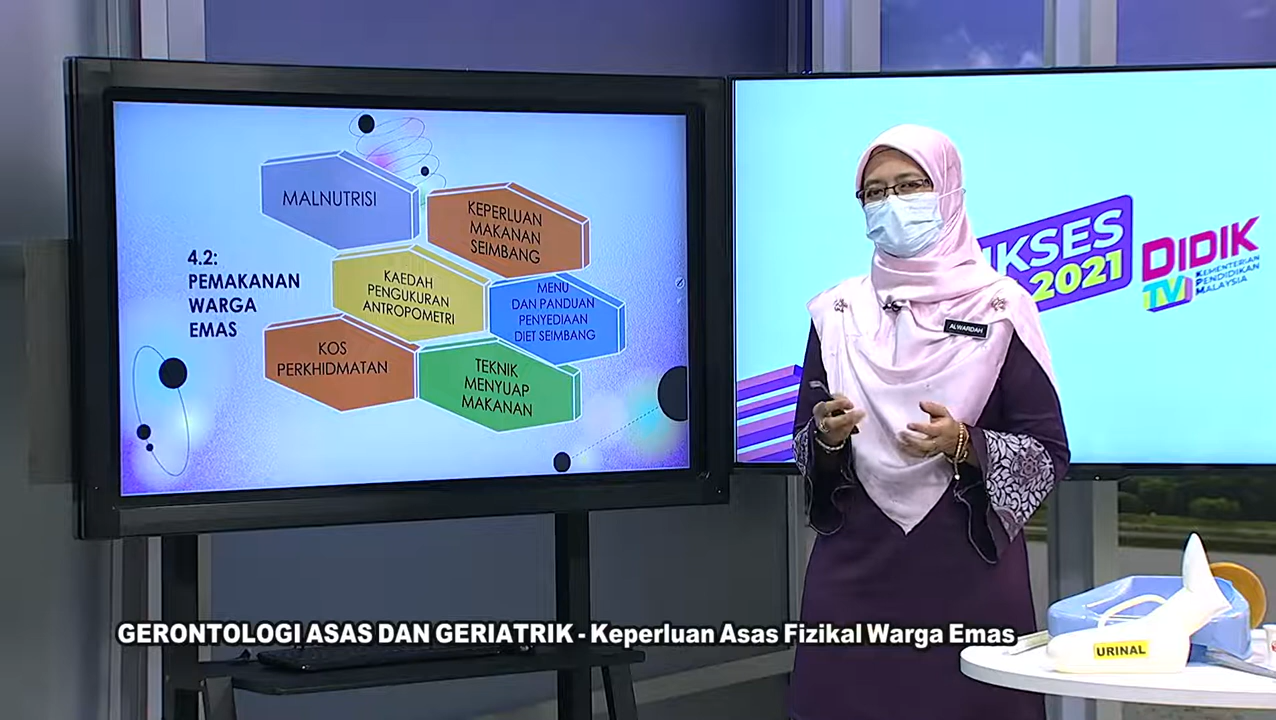 4.2:
PEMAKANAN
WARGA
EMAS
MALNUTRISI
KEPERLUAN
MAKANAN
SEIMBANG
KAEDAH
PENGUKURAN
ANTROPOMETRI
MENU
DAN PANDUAN
PENYEDIAAN
DIET SEIMBANG
KOS
PERKHIDMATAN
TEKNIK
MENYUAP
MAKANAN
2021
DIDIK
TV
KEMENTERIAN
PENDIDIKAN
MALAYSIA
ALWARDAH
URINAL
GERONTOLOGI ASAS DAN GERIATRIK - Keperluan Asas Fizikal Warga Emas